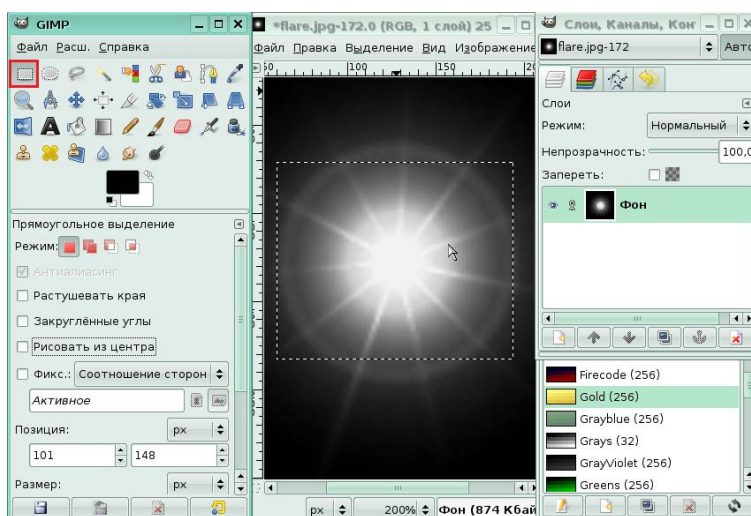 GIMP
Файл Расш. Справка
Прямоугольное выделение
Режим:
Антиалиасинг
Растушевать края
Закруглённые углы
Рисовать из центра
Фикс.: Соотношение сторон
Активное
Позиция: px
101 148
Размер: px
*flare.jpg-172.0 (RGB, 1 слой) 25
Файл Правка Выделение Вид Изображение
100 150
px 200% Фон (874 Кбай
Слои, Каналы, Кон
flare.jpg-172 Авто
Слои
Режим: Нормальный
Непрозрачность: 100,0
Запереть:
Фон
Firecode (256)
Gold (256)
Grayblue (256)
Grays (32)
GrayViolet (256)
Greens (256)